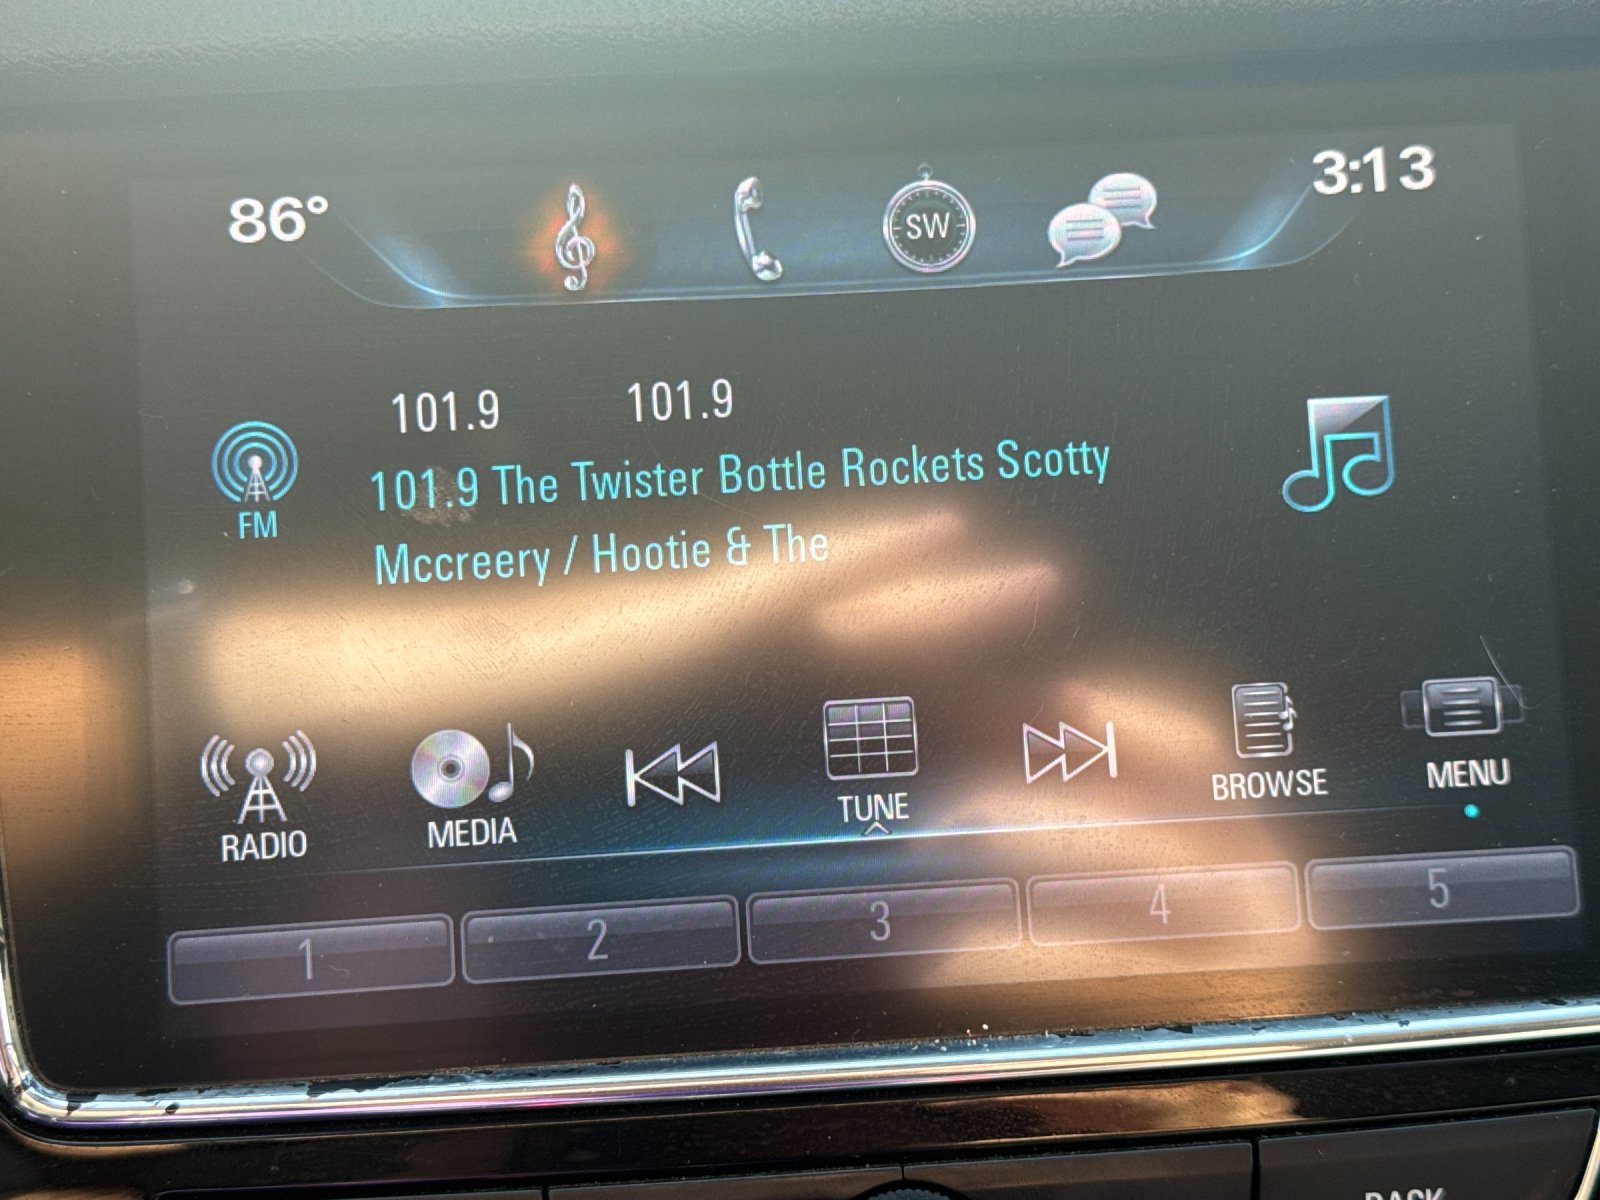 86°
SW
3:13
101.9 101.9
101.9 The Twister Bottle Rockets Scotty
Mccreery / Hootie & The
FM
RADIO
MEDIA
TUNE
BROWSE
MENU
1 2 3 4 5
BACK